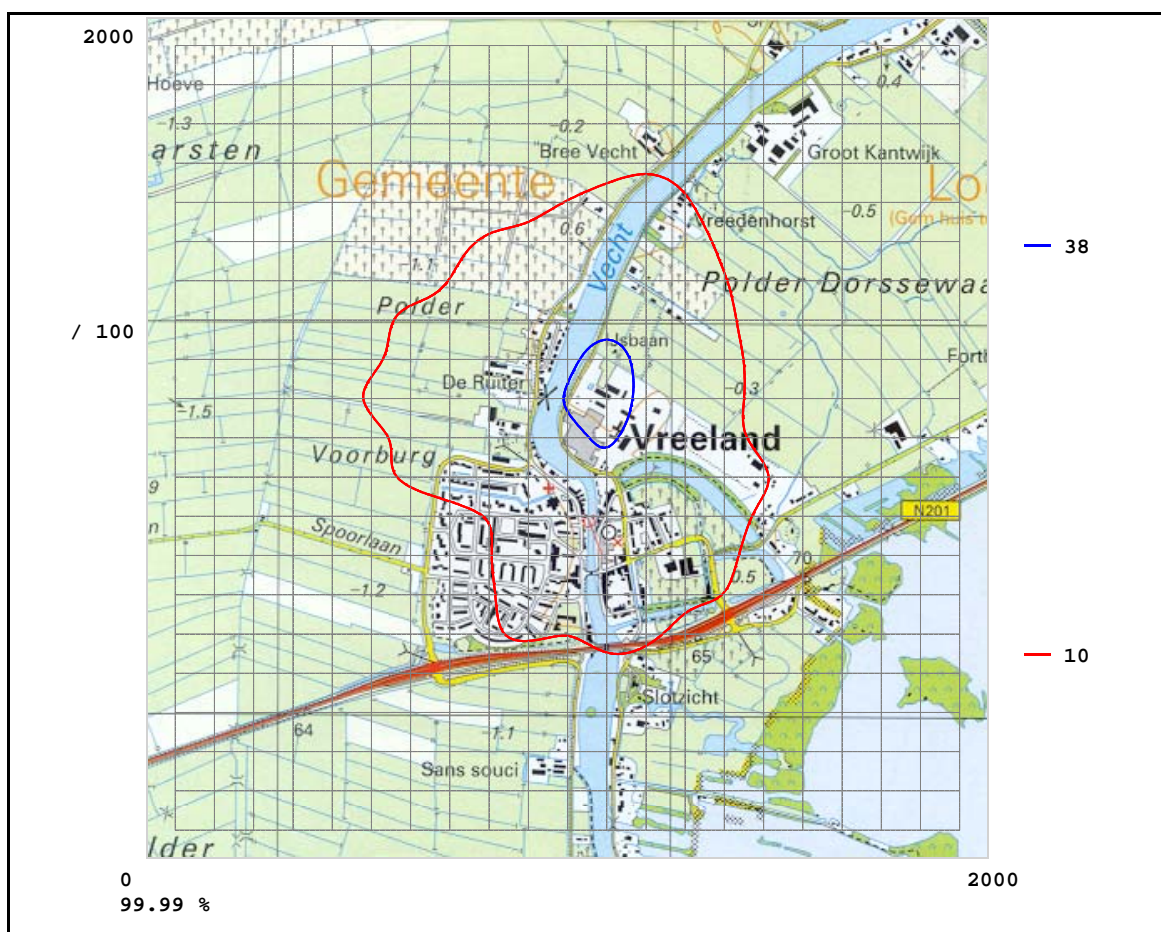 2000
Hoeve
0.4
-1.3
-0.2
arsten
"Bree Vecht
Groot Kantwijk
Gemeente
Lo
-0.5
(Gem huis t
Vreedenhorst
0.6
Vecht
38
-1.1
Polder Dorssewaa
Polder
/ 100
IJsbaan
Forth
De Ruiter
-0.3
-1.5
Vreeland
Voorburg
9
N201
n
Spoorlaan
70
0.5
-1.2
65
10
Slotzicht
64
-1.1
Sans souci
lder
0
2000
99.99 %